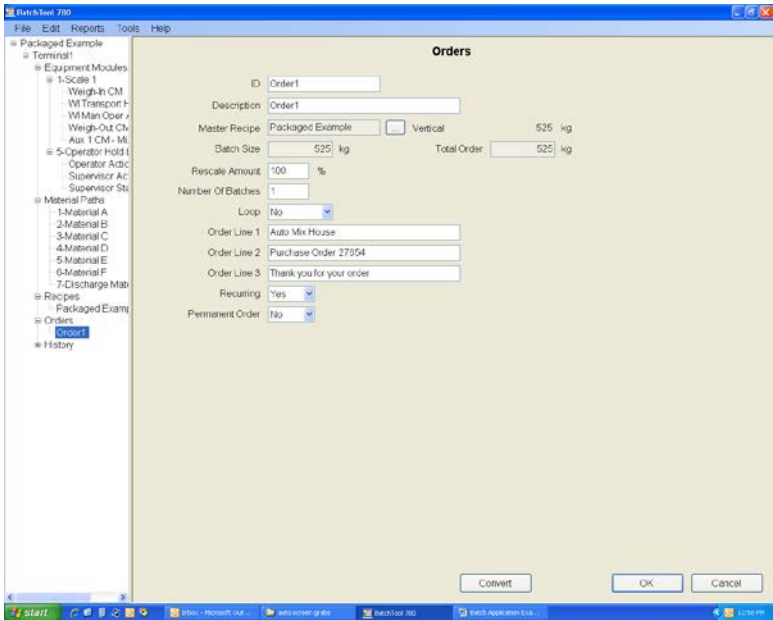 BatchTool 780
File Edit Reports Tools Help
Packaged Example
Terminal1
Equipment Modules
1-Scale 1
Weigh-In CM
WI Transport H
WI Man Oper
Weigh-Out CM
Aux 1 CM - Mi
5-Operator Hold
Operator Actio
Supervisor Ac
Supervisor Sta
Material Paths
1-Material A
2-Material B
3-Material C
4-Material D
5-Material E
6-Material F
7-Discharge Mate
Recipes
Packaged Examp
Orders
Order1
History
Orders
ID Order1
Description Order1
Master Recipe Packaged Example ... Vertical 525 kg
Batch Size 525 kg Total Order 525 kg
Rescale Amount 100 %
Number Of Batches 1
Loop No
Order Line 1 Auto Mix House
Order Line 2 Purchase Order 27854
Order Line 3 Thank you for your order
Recurring Yes
Permanent Order No
Convert OK Cancel
start Inbox - Microsoft Out... auto screen grabs BatchTool 780 Batch Application Exa... 12:56 PM